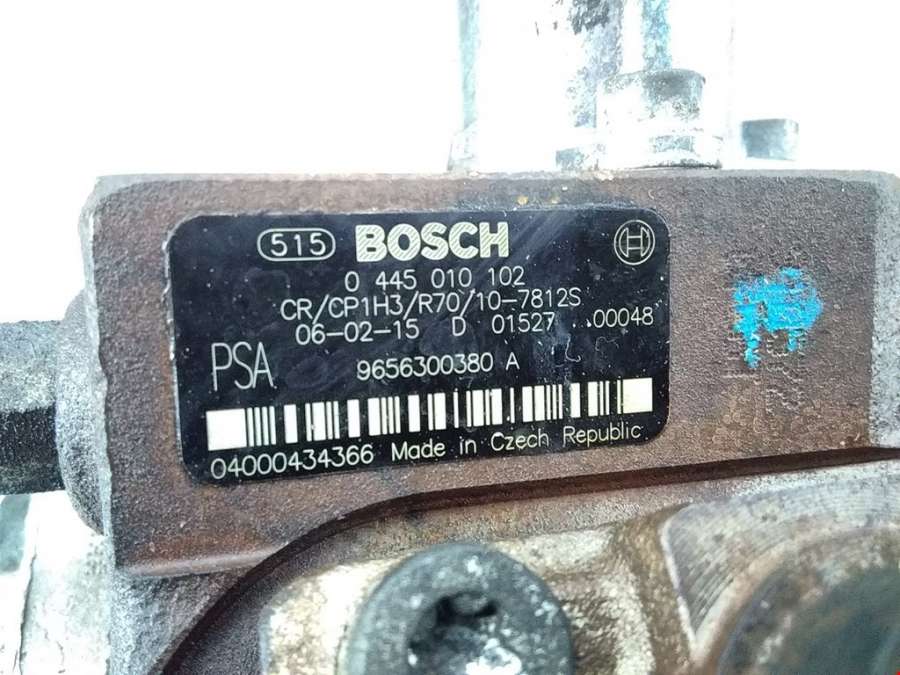 515 BOSCH
0 445 010 102
CR/CP1H3/R70/10-7812S
06-02-15 D 01527 ..00048
PSA 9656300380 A
04000434366 Made in Czech Republic